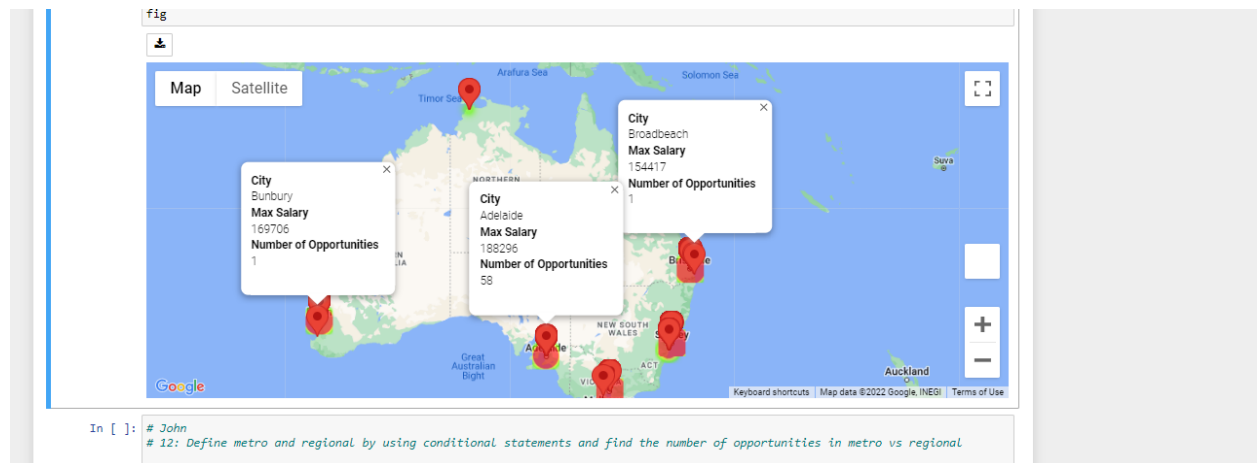 fig
Map Satellite
Arafura Sea
Solomon Sea
Timor Sea
Suva
NORTHERN
City
Bunbury
Max Salary
169706
Number of Opportunities
1
City
Adelaide
Max Salary
188296
Number of Opportunities
58
City
Broadbeach
Max Salary
154417
Number of Opportunities
1
NEW SOUTH
WALES
ACT
Great
Australian
Bight
Auckland
Google
Keyboard shortcuts Map data ©2022 Google, INEGI Terms of Use
In [ ]: # John
# 12: Define metro and regional by using conditional statements and find the number of opportunities in metro vs regional